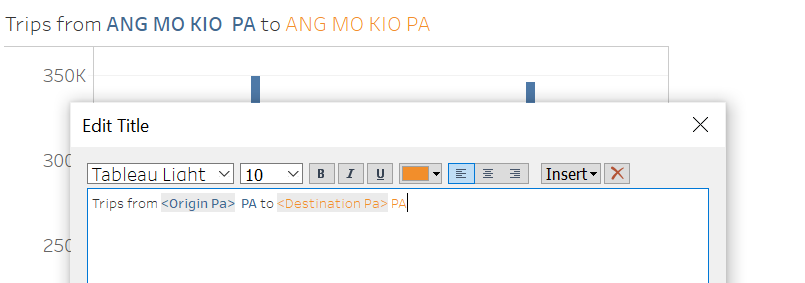 Trips from ANG MO KIO  PA to ANG MO KIO PA
350K
Edit Title
300
Tableau Light 10 B I U Insert
Trips from <Origin Pa>  PA to <Destination Pa> PA
250